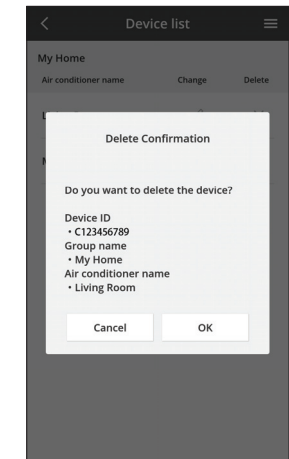 Device list
My Home
Air conditioner name Change Delete
Delete Confirmation
Do you want to delete the device?
Device ID
• C123456789
Group name
• My Home
Air conditioner name
• Living Room
Cancel OK